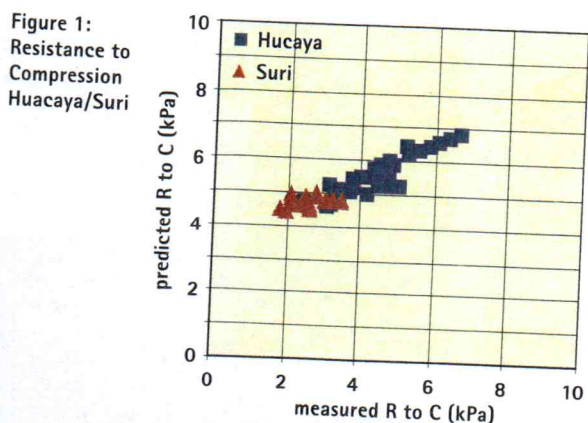 Figure 1:
Resistance to
Compression
Huacaya/Suri
predicted R to C (kPa)
10
8
6
4
2
0
Hucaya
Suri
0 2 4 6 8 10
measured R to C (kPa)